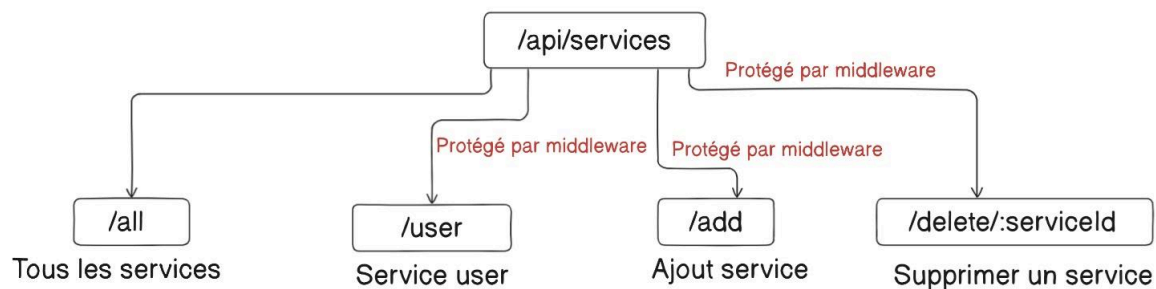 /api/services
Protégé par middleware
Protégé par middleware
Protégé par middleware
/all
/user
/add
/delete/:serviceId
Tous les services
Service user
Ajout service
Supprimer un service